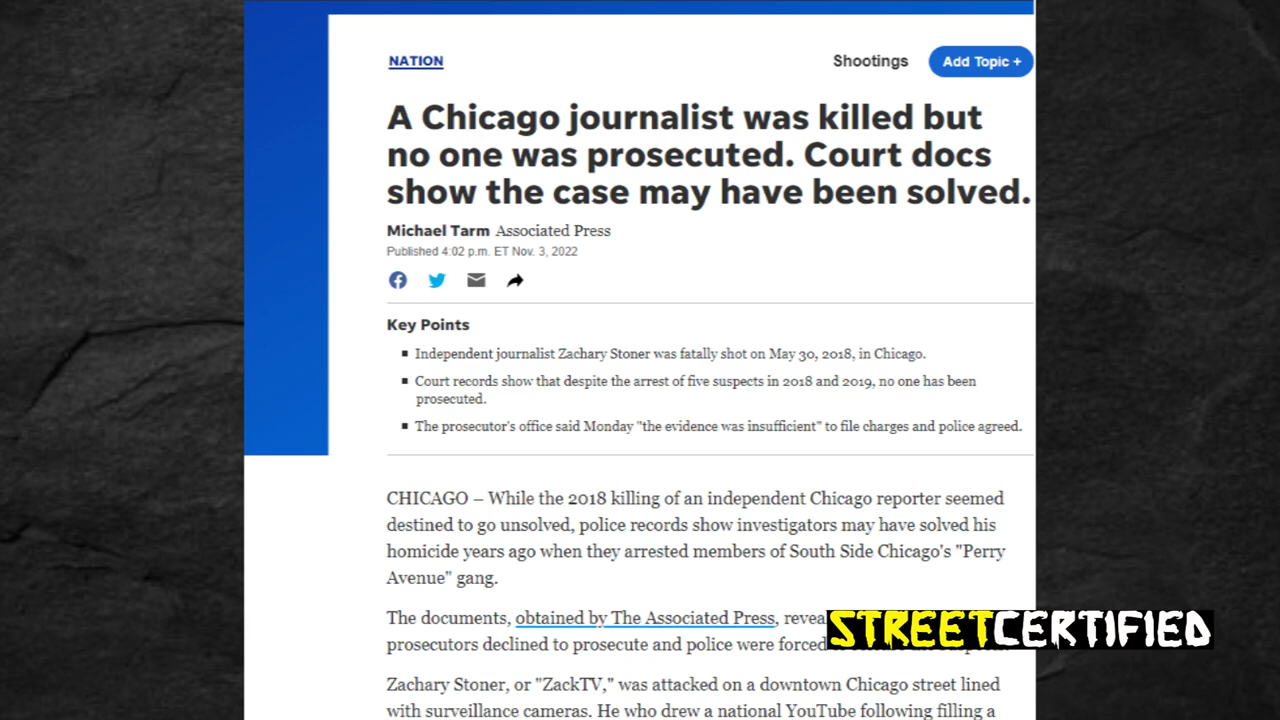 NATION
Shootings
Add Topic +
A Chicago journalist was killed but
no one was prosecuted. Court docs
show the case may have been solved.
Michael Tarm Associated Press
Published 4:02 p.m. ET Nov. 3, 2022
Key Points
Independent journalist Zachary Stoner was fatally shot on May 30, 2018, in Chicago.
Court records show that despite the arrest of five suspects in 2018 and 2019, no one has been
prosecuted.
The prosecutor's office said Monday "the evidence was insufficient" to file charges and police agreed.
CHICAGO – While the 2018 killing of an independent Chicago reporter seemed
destined to go unsolved, police records show investigators may have solved his
homicide years ago when they arrested members of South Side Chicago's "Perry
Avenue" gang.
The documents, obtained by The Associated Press,
prosecutors declined to prosecute and police were forced
STREETCERTIFIED
Zachary Stoner, or "ZackTV," was attacked on a downtown Chicago street lined
with surveillance cameras. He who drew a national YouTube following filling a